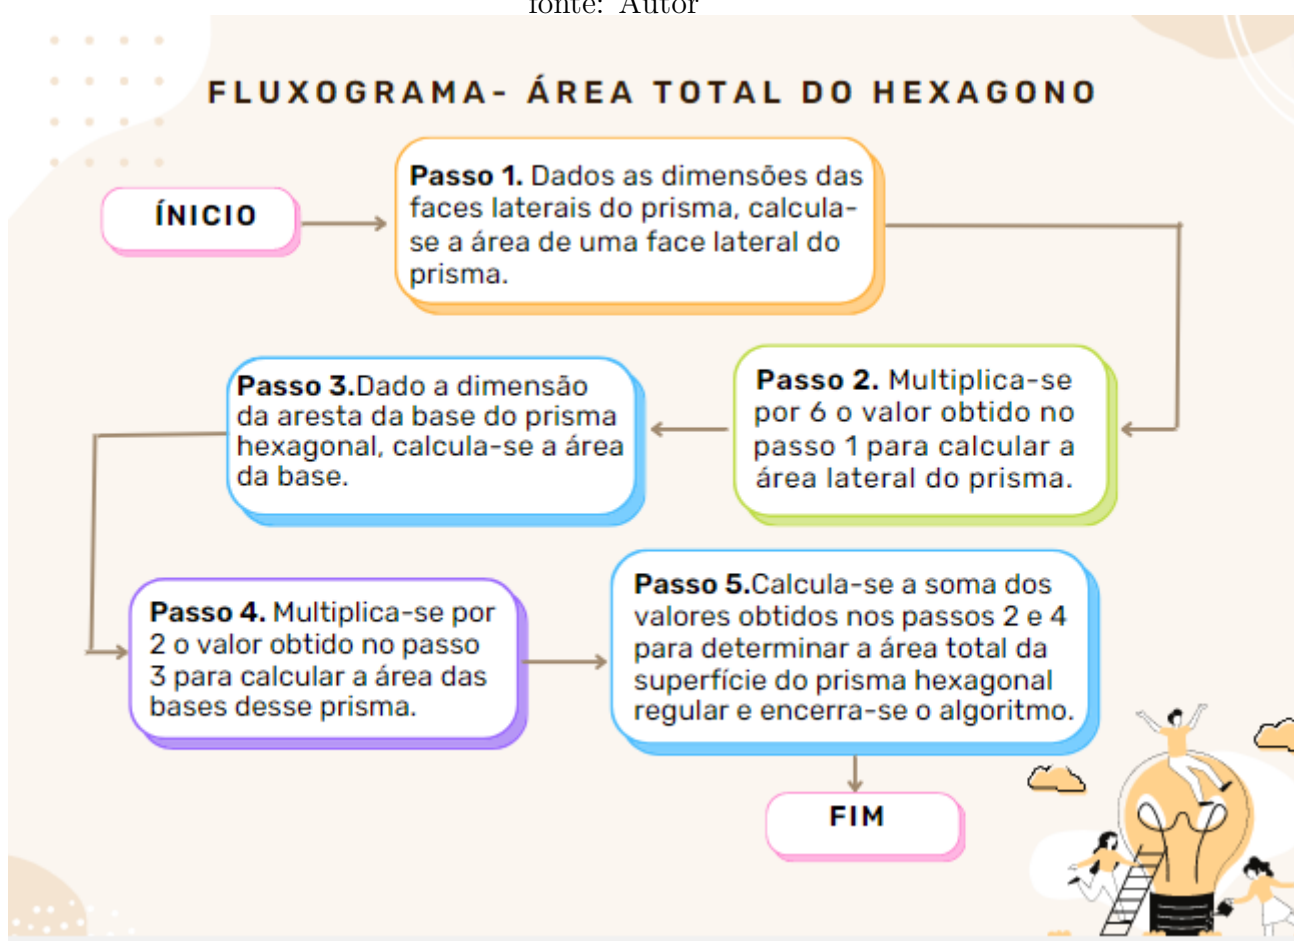 fonte: Autor
FLUXOGRAMA- ÁREA TOTAL DO HEXAGONO
ÍNICIO
Passo 1. Dados as dimensões das
faces laterais do prisma, calcula-
se a área de uma face lateral do
prisma.
Passo 2. Multiplica-se
por 6 o valor obtido no
passo 1 para calcular a
área lateral do prisma.
Passo 3.Dado a dimensão
da aresta da base do prisma
hexagonal, calcula-se a área
da base.
Passo 4. Multiplica-se por
2 o valor obtido no passo
3 para calcular a área das
bases desse prisma.
Passo 5.Calcula-se a soma dos
valores obtidos nos passos 2 e 4
para determinar a área total da
superfície do prisma hexagonal
regular e encerra-se o algoritmo.
FIM